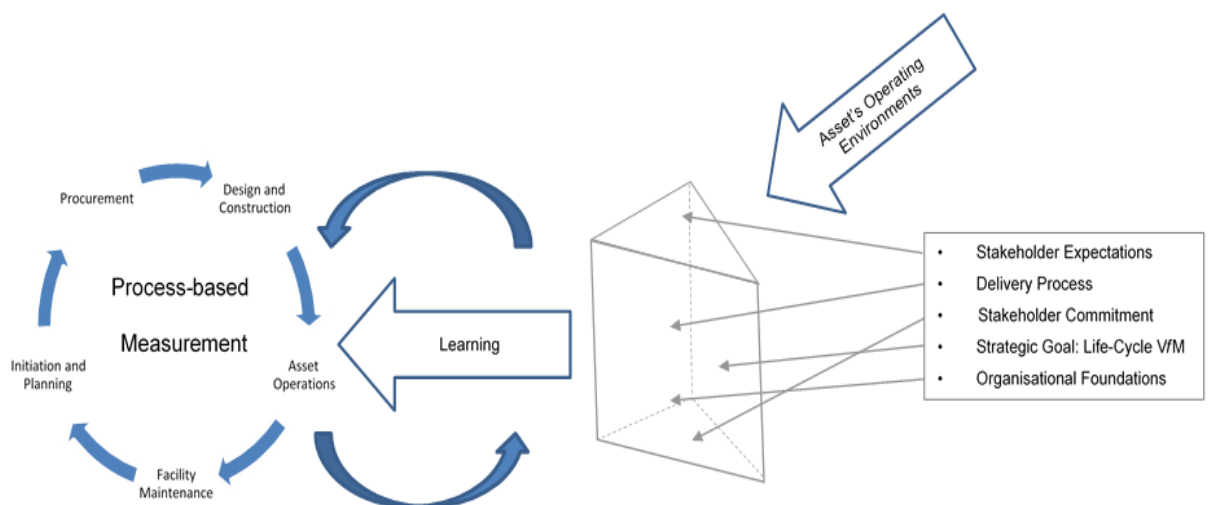 Asset's Operating
Environments
Procurement
Design and
Construction
Process-based
Measurement
Initiation and
Planning
Asset
Operations
Facility
Maintenance
Learning
• Stakeholder Expectations
• Delivery Process
• Stakeholder Commitment
• Strategic Goal: Life-Cycle VfM
• Organisational Foundations